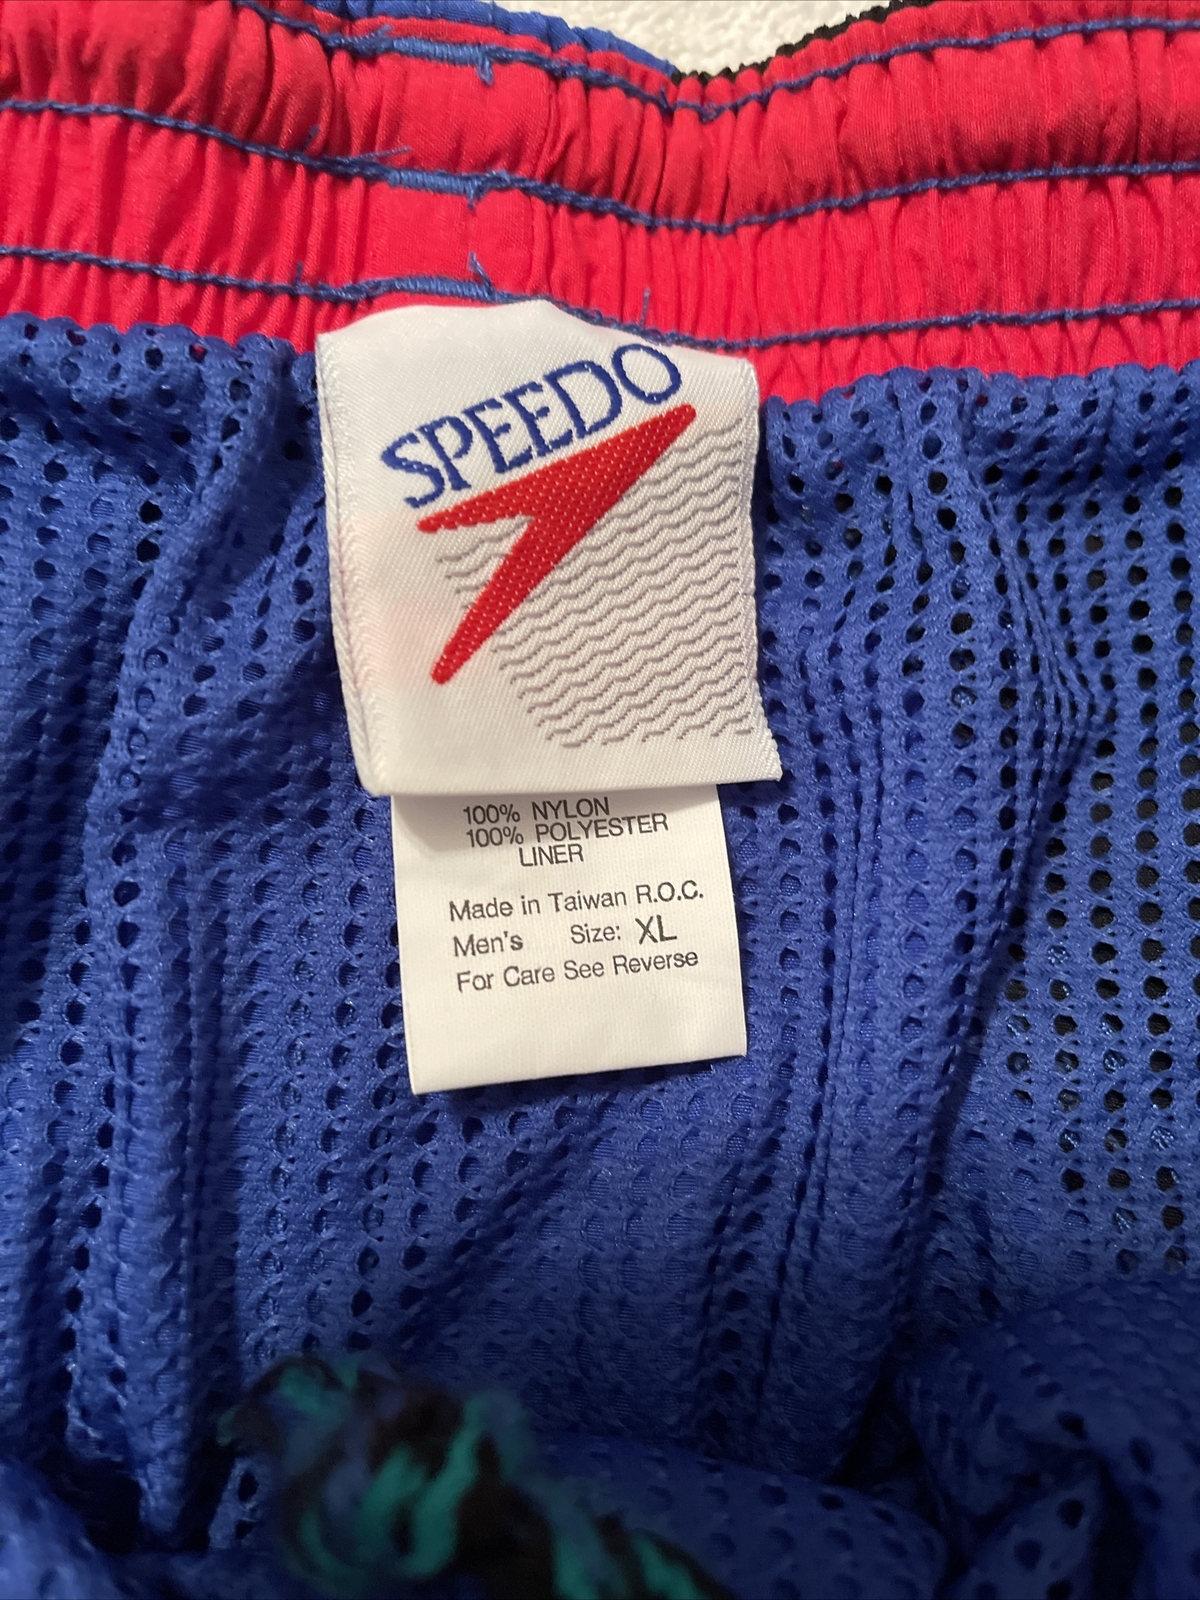 SPEEDO
100% NYLON
100% POLYESTER
LINER
Made in Taiwan R.O.C.
Men's Size: XL
For Care See Reverse